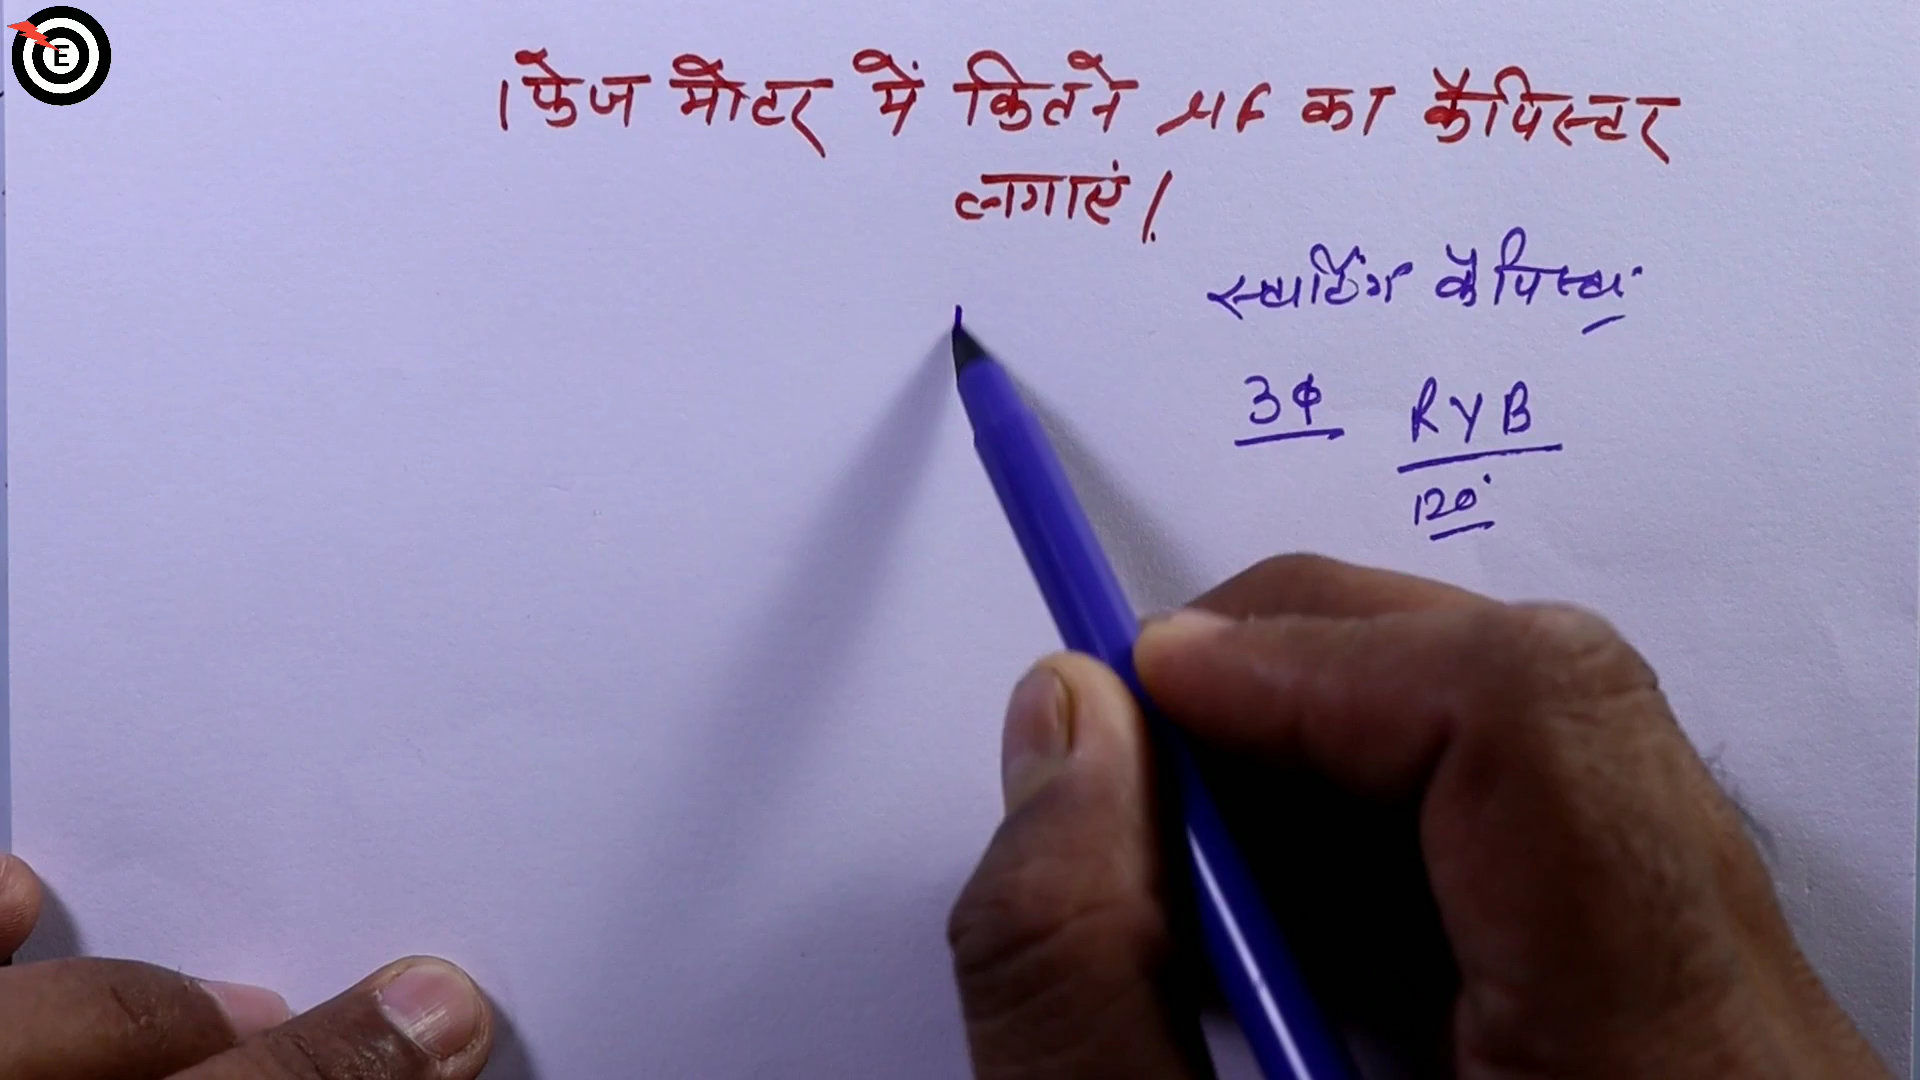 1 फेज मोटर में कितने µF का कैपिस्टर
लगाएं!
स्टार्टिंग कैपिस्टर
3φ RYB
120°
E